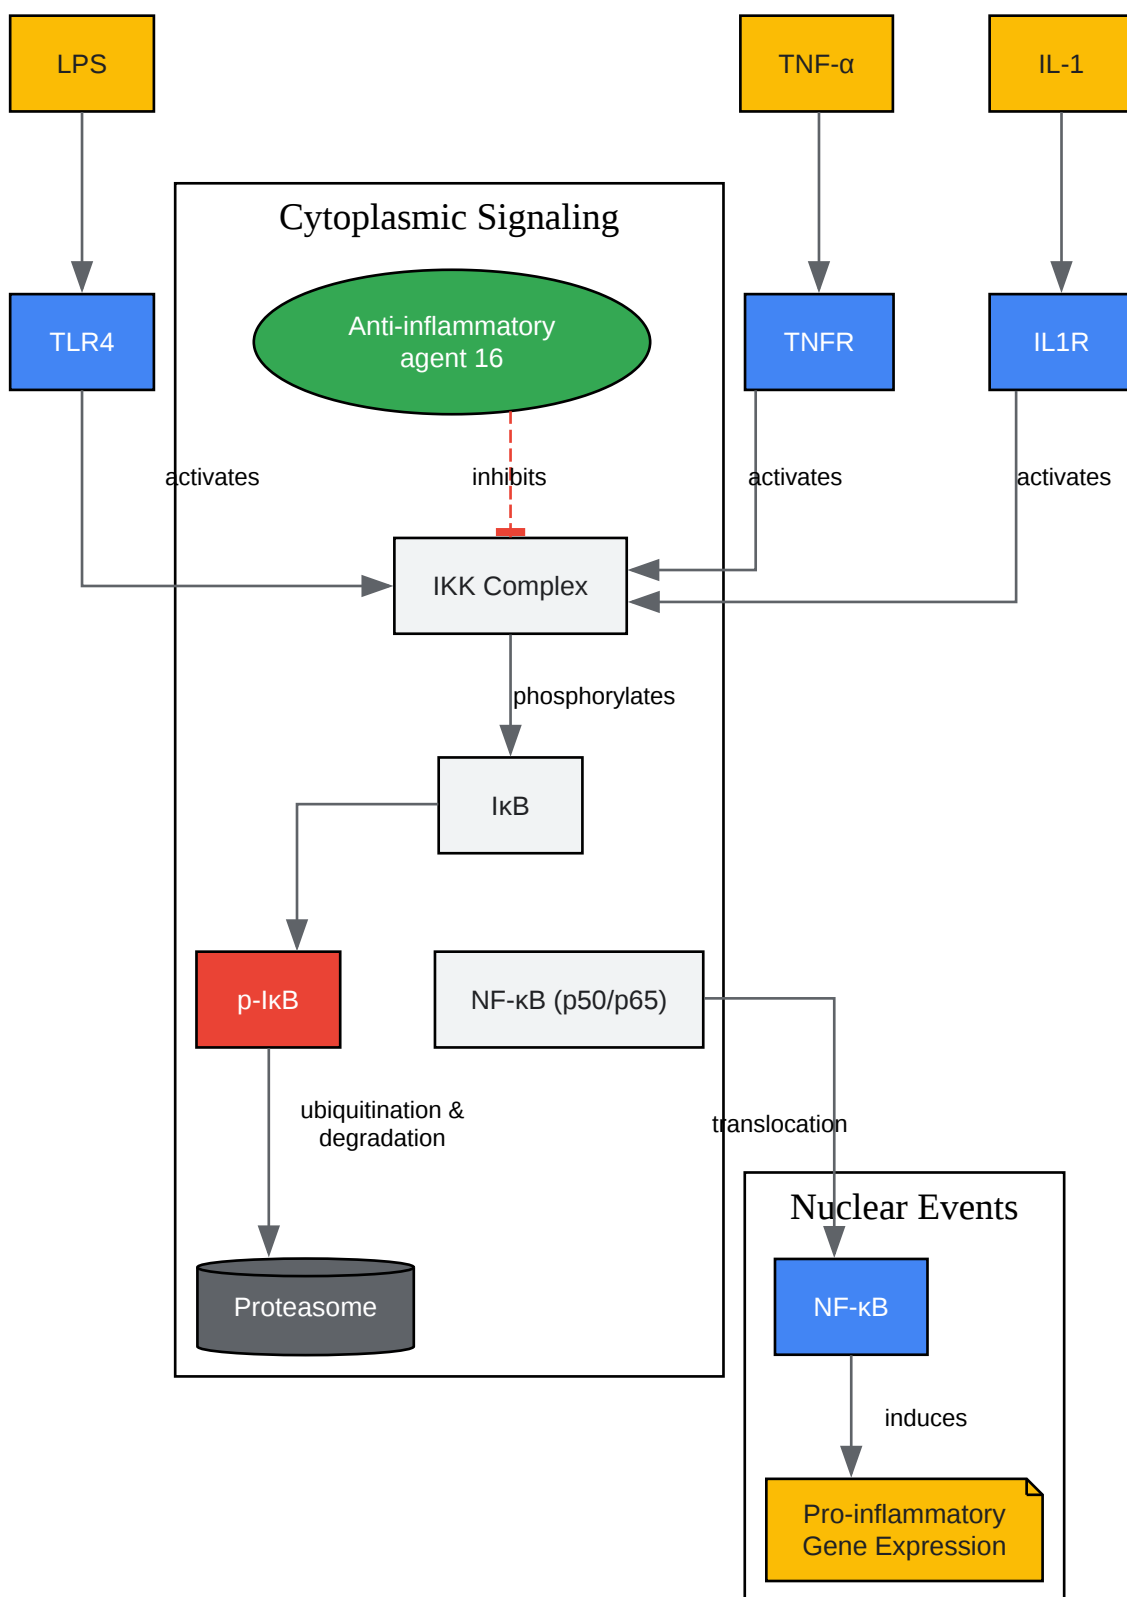 LPS
TNF-α
IL-1
Cytoplasmic Signaling
Anti-inflammatory
agent 16
TLR4
TNFR
IL1R
activates
inhibits
activates
activates
IKK Complex
phosphorylates
IκB
p-IκB
NF-κB (p50/p65)
ubiquitination &
degradation
translocation
Nuclear Events
Proteasome
NF-κB
induces
Pro-inflammatory
Gene Expression